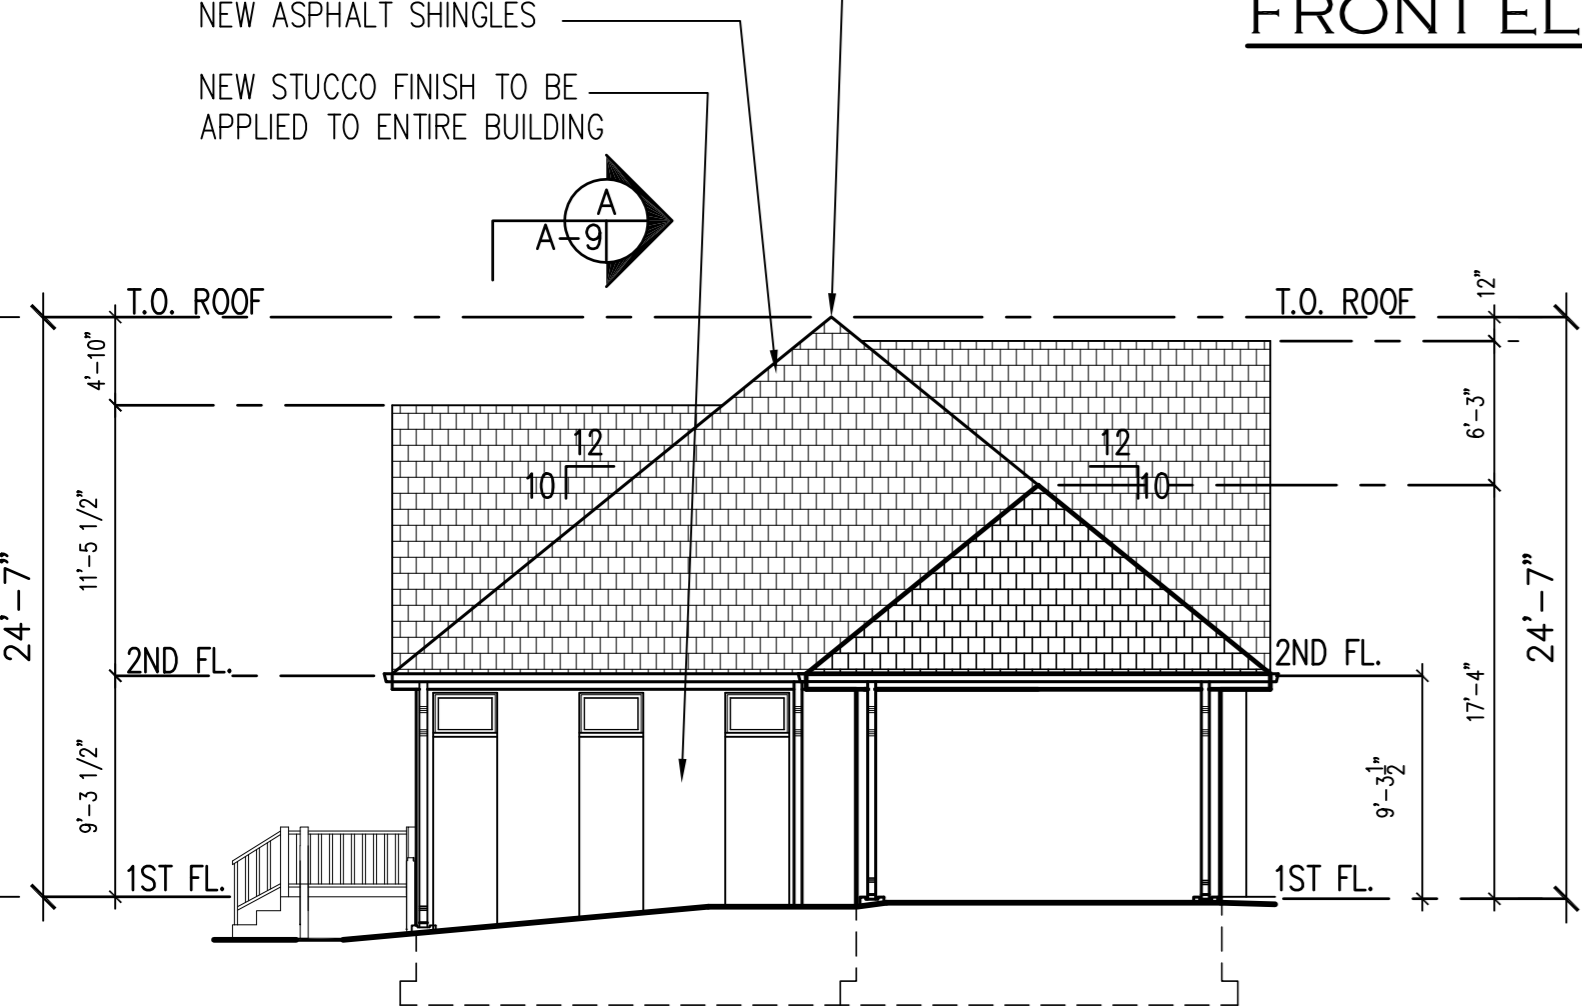 NEW ASPHALT SHINGLES
FRONT EL
NEW STUCCO FINISH TO BE
APPLIED TO ENTIRE BUILDING
A
A-9
T.O. ROOF
T.O. ROOF
12"
4'-10"
6'-3"
12
10
12
10
11'-5 1/2"
24'-7"
24'-7"
2ND FL.
2ND FL.
17'-4"
9'-3 1/2"
9'-3 1/2"
1ST FL.
1ST FL.